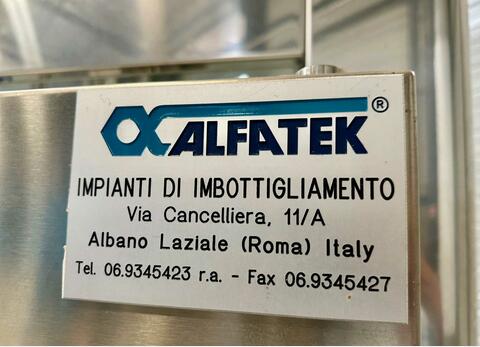 ALFATEK ®
IMPIANTI DI IMBOTTIGLIAMENTO
Via Cancelliera, 11/A
Albano Laziale (Roma) Italy
Tel. 06.9345423 r.a. - Fax 06.9345427